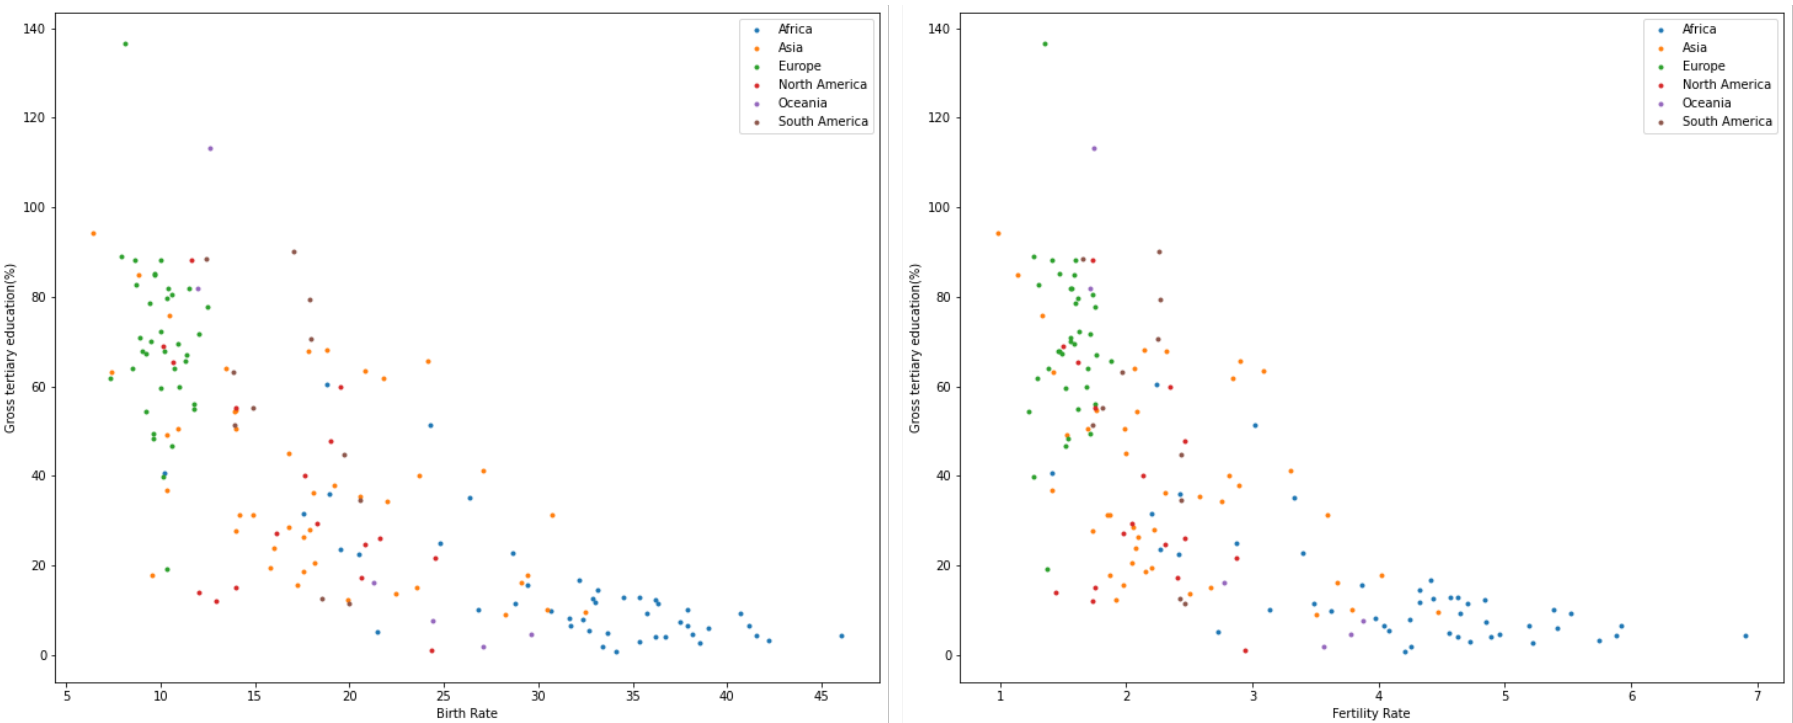 140
120
100
80
60
40
20
0
Gross tertiary education(%)
5 10 15 20 25 30 35 40 45
Birth Rate
Africa
Asia
Europe
North America
Oceania
South America
140
120
100
80
60
40
20
0
Gross tertiary education(%)
1 2 3 4 5 6 7
Fertility Rate
Africa
Asia
Europe
North America
Oceania
South America